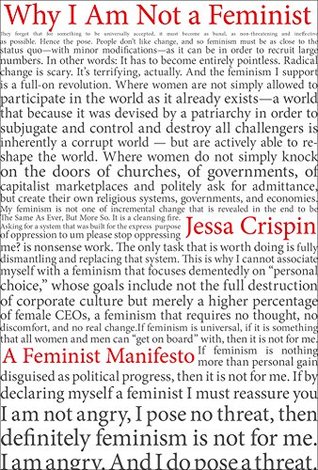 Why I Am Not a Feminist
They forget that for something to be universally accepted, it must become as banal, as non-threatening and ineffective
as possible. Hence the pose. People don't like change, and so feminism must be as close to the
status quo—with minor modifications—as it can be in order to recruit large
numbers. In other words: It has to become entirely pointless. Radical
change is scary. It's terrifying, actually. And the feminism I support
is a full-on revolution. Where women are not simply allowed to
participate in the world as it already exists—a world
that because it was devised by a patriarchy in order to
subjugate and control and destroy all challengers is
inherently a corrupt world — but are actively able to re-
shape the world. Where women do not simply knock
on the doors of churches, of governments, of
capitalist marketplaces and politely ask for admittance,
but create their own religious systems, governments, and economies.
My feminism is not one of incremental change that is revealed in the end to be
The Same As Ever, But More So. It is a cleansing fire.
Asking for a system that was built for the express purpose
of oppression to um please stop oppressing
Jessa Crispin
me? is nonsense work. The only task that is worth doing is fully
dismantling and replacing that system. This is why I cannot associate
myself with a feminism that focuses dementedly on "personal
choice," whose goals include not the full destruction
of corporate culture but merely a higher percentage
of female CEOs, a feminism that requires no thought, no
discomfort, and no real change.If feminism is universal, if it is something
that all women and men can "get on board" with, then it is not for me.
A Feminist Manifesto
If feminism is nothing
more than personal gain
disguised as political progress, then it is not for me. If by
declaring myself a feminist I must reassure you
I am not angry, I pose no threat, then
definitely feminism is not for me.
I am angry. And I do pose a threat.